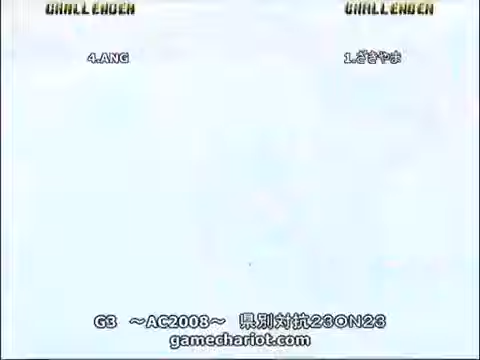 CHALLENGER CHALLENGER
4.ANG 1.ざきやま
G3 ～AC2008～ 県別対抗23ON23
gamechariot.com